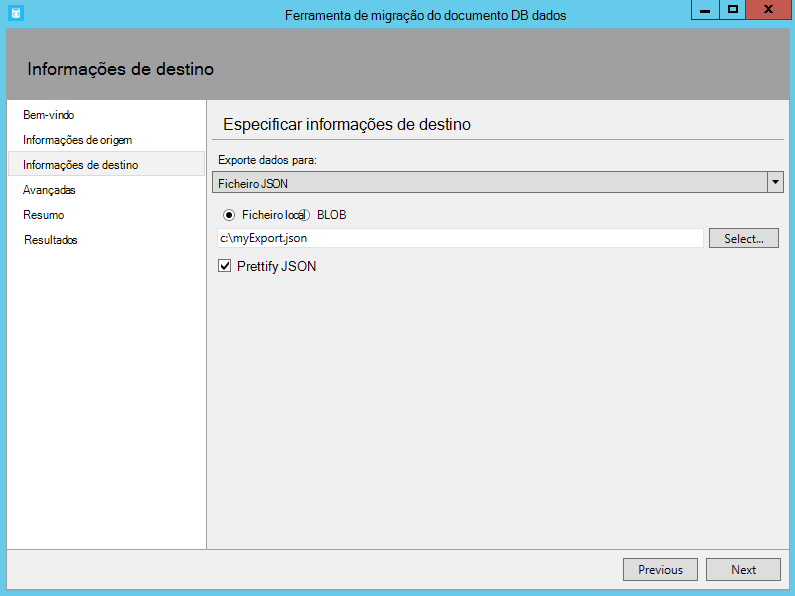 Ferramenta de migração do documento DB dados
Informações de destino
Bem-vindo
Informações de origem
Informações de destino
Avançadas
Resumo
Resultados
Especificar informações de destino
Exporte dados para:
Ficheiro JSON
Ficheiro local BLOB
c:\myExport.json Select...
Prettify JSON
Previous Next